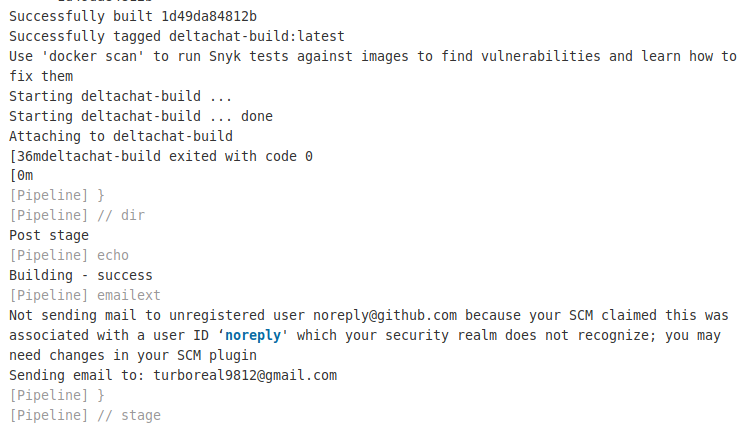 Successfully built 1d49da84812b
Successfully tagged deltachat-build:latest
Use 'docker scan' to run Snyk tests against images to find vulnerabilities and learn how to
fix them
Starting deltachat-build ...
Starting deltachat-build ... done
Attaching to deltachat-build
[36mdeltachat-build exited with code 0
[0m
[Pipeline] }
[Pipeline] // dir
Post stage
[Pipeline] echo
Building - success
[Pipeline] emailext
Not sending mail to unregistered user noreply@github.com because your SCM claimed this was
associated with a user ID ‘noreply' which your security realm does not recognize; you may
need changes in your SCM plugin
Sending email to: turboreal9812@gmail.com
[Pipeline] }
[Pipeline] // stage